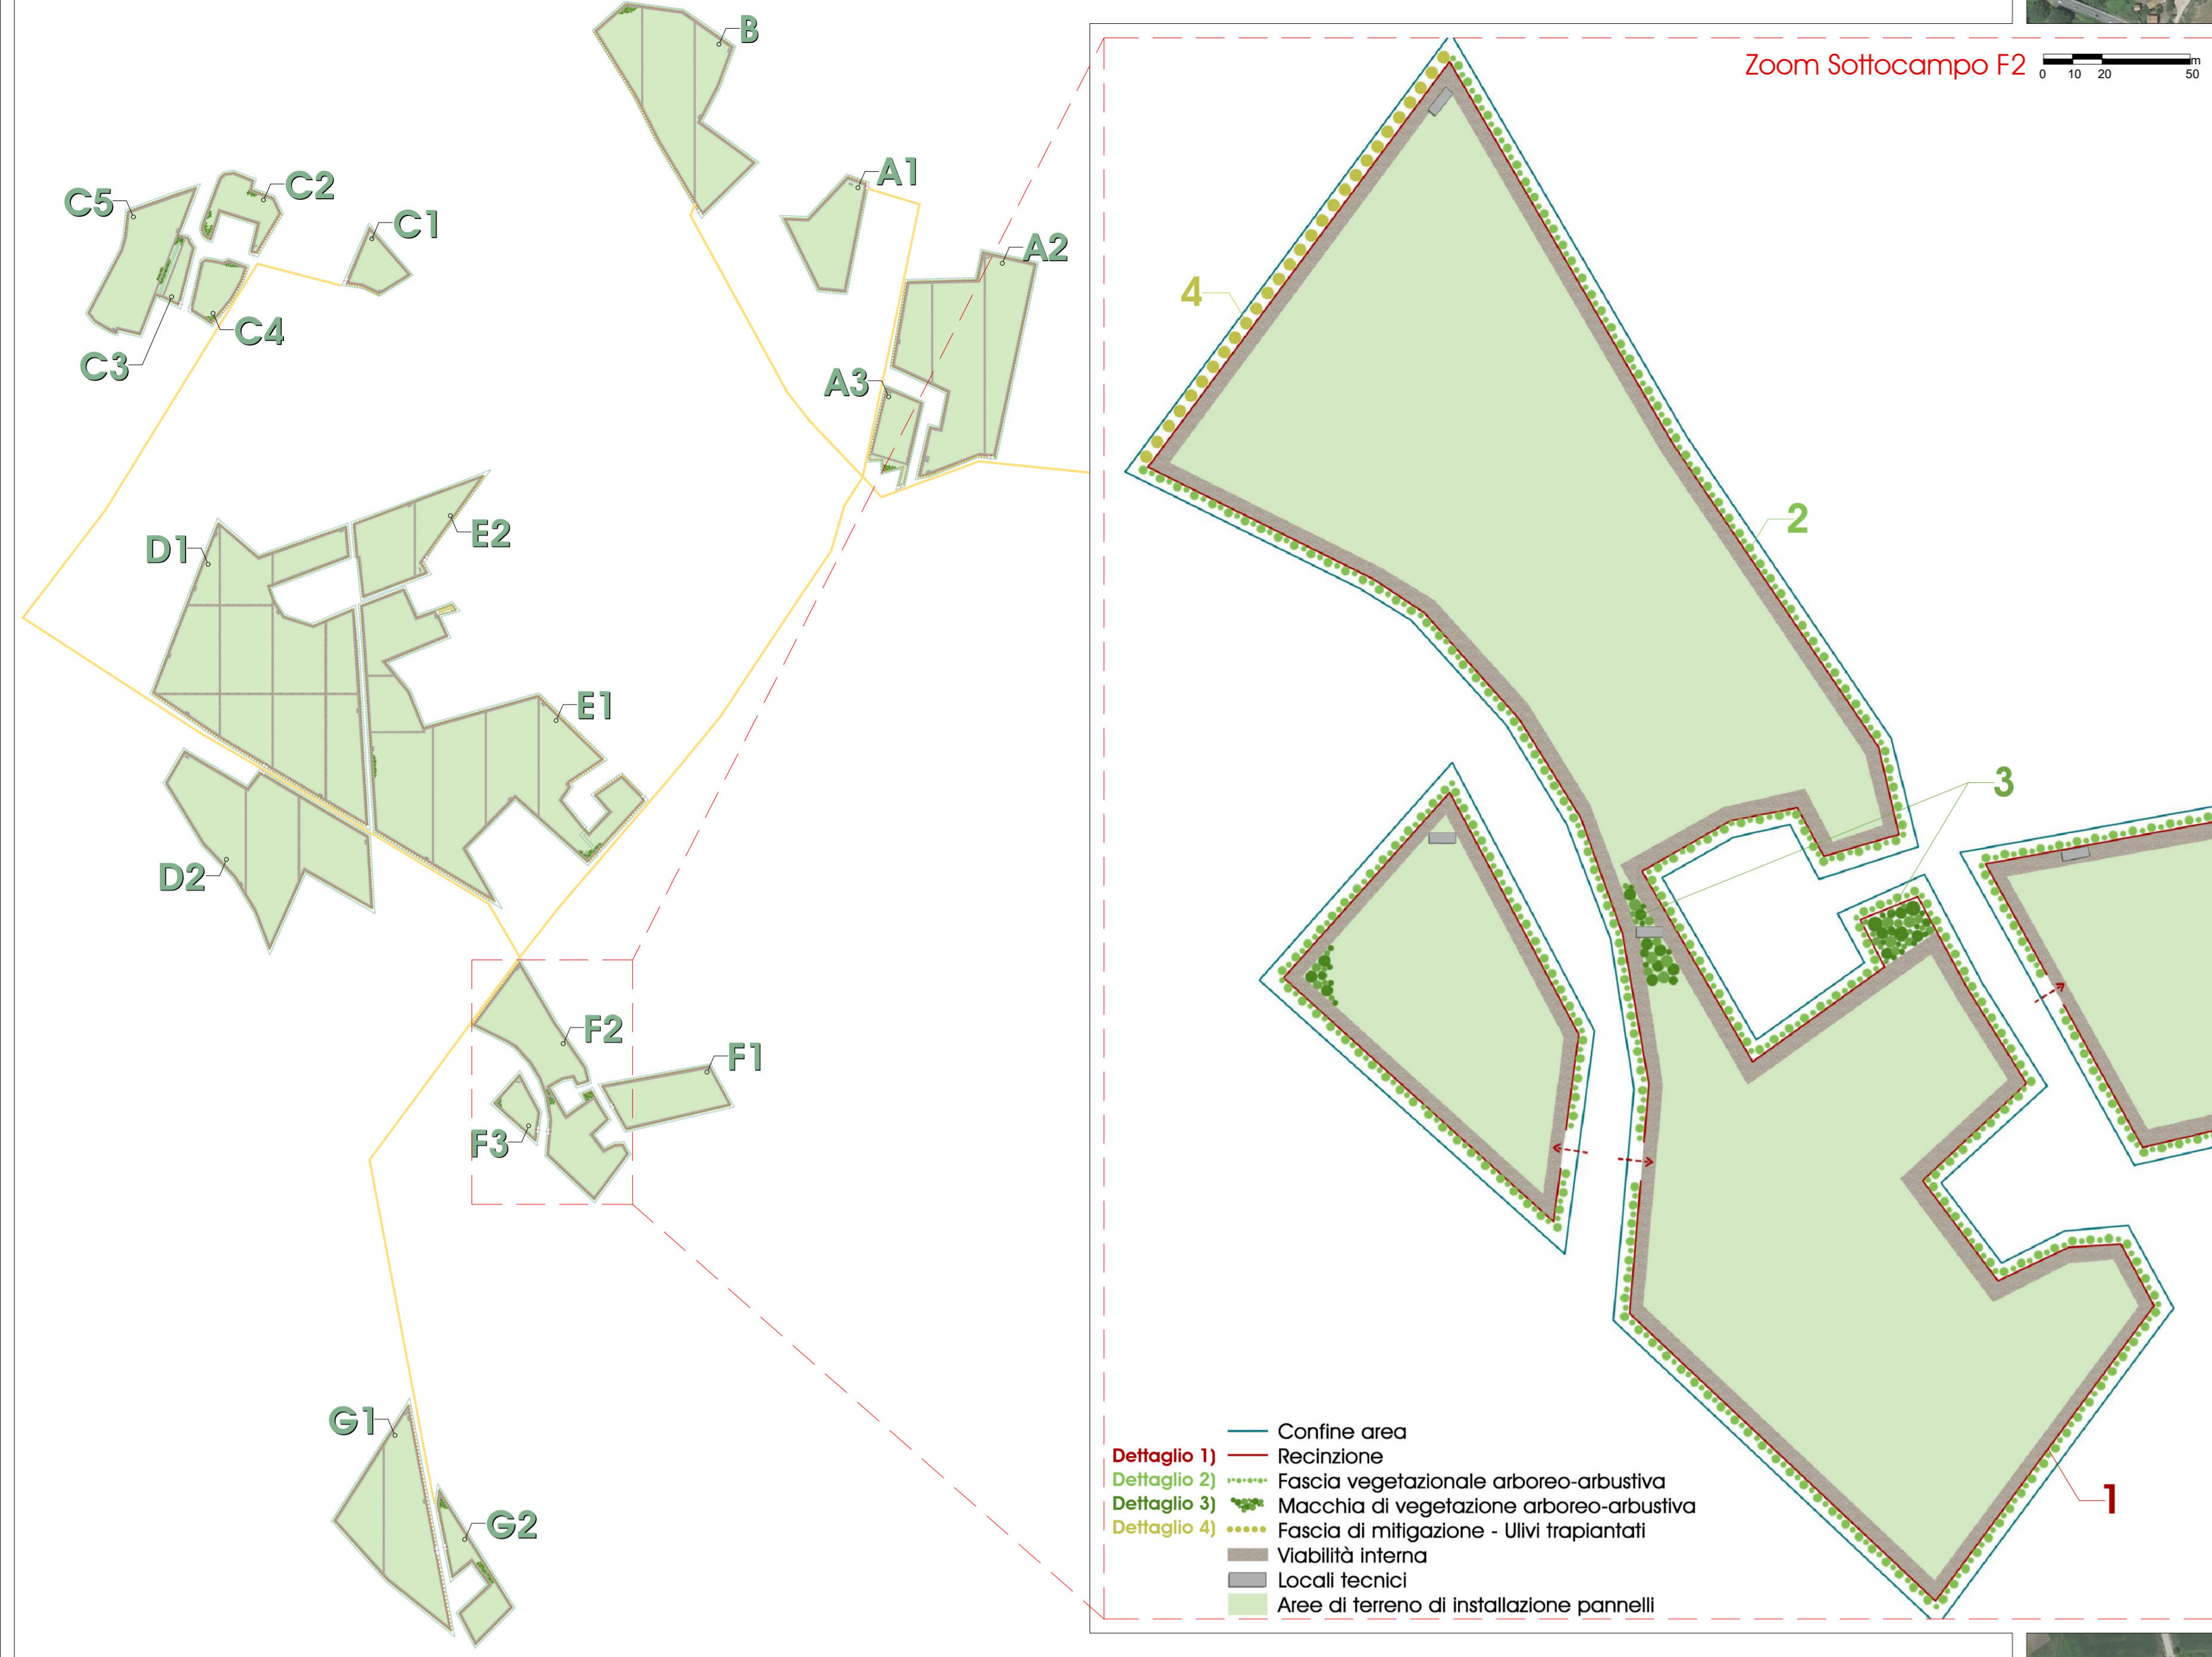 B
A1
C5
C2
C1
A2
C4
C3
A3
E2
D1
E1
D2
F2
F1
F3
G1
G2
Zoom Sottocampo F2
0 10 20 50 m
4
2
3
1
Confine area
Dettaglio 1) Recinzione
Dettaglio 2) Fascia vegetazionale arboreo-arbustiva
Dettaglio 3) Macchia di vegetazione arboreo-arbustiva
Dettaglio 4) Fascia di mitigazione - Ulivi trapiantati
Viabilità interna
Locali tecnici
Aree di terreno di installazione pannelli